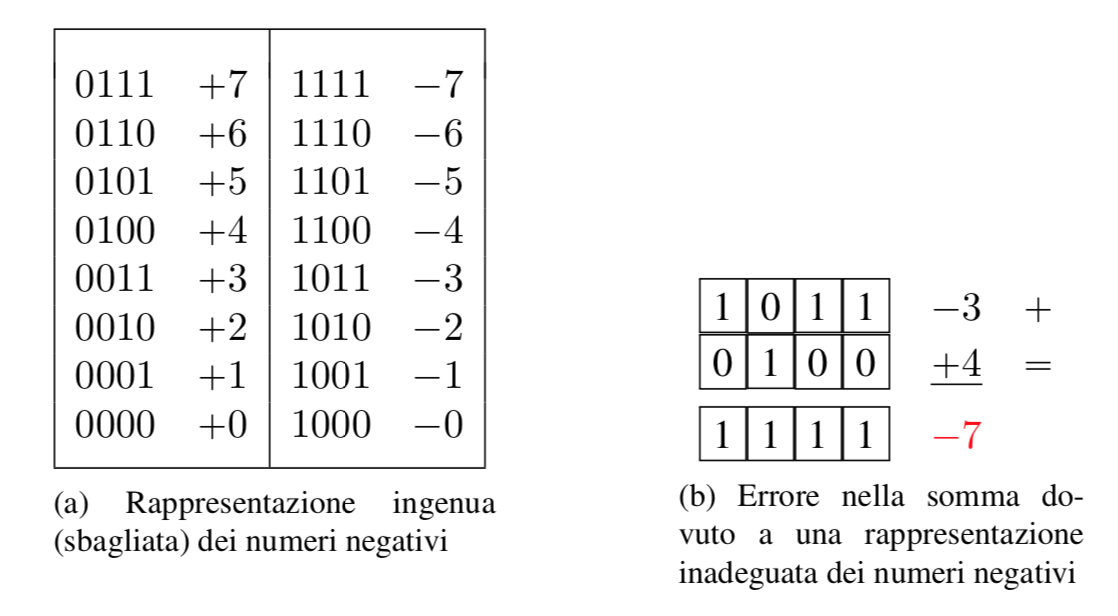 0111 +7 1111 −7
0110 +6 1110 −6
0101 +5 1101 −5
0100 +4 1100 −4
0011 +3 1011 −3
0010 +2 1010 −2
0001 +1 1001 −1
0000 +0 1000 −0
(a) Rappresentazione ingenua
(sbagliata) dei numeri negativi
1 0 1 1 −3 +
0 1 0 0 +4 =
1 1 1 1 −7
(b) Errore nella somma do-
vuto a una rappresentazione
inadeguata dei numeri negativi